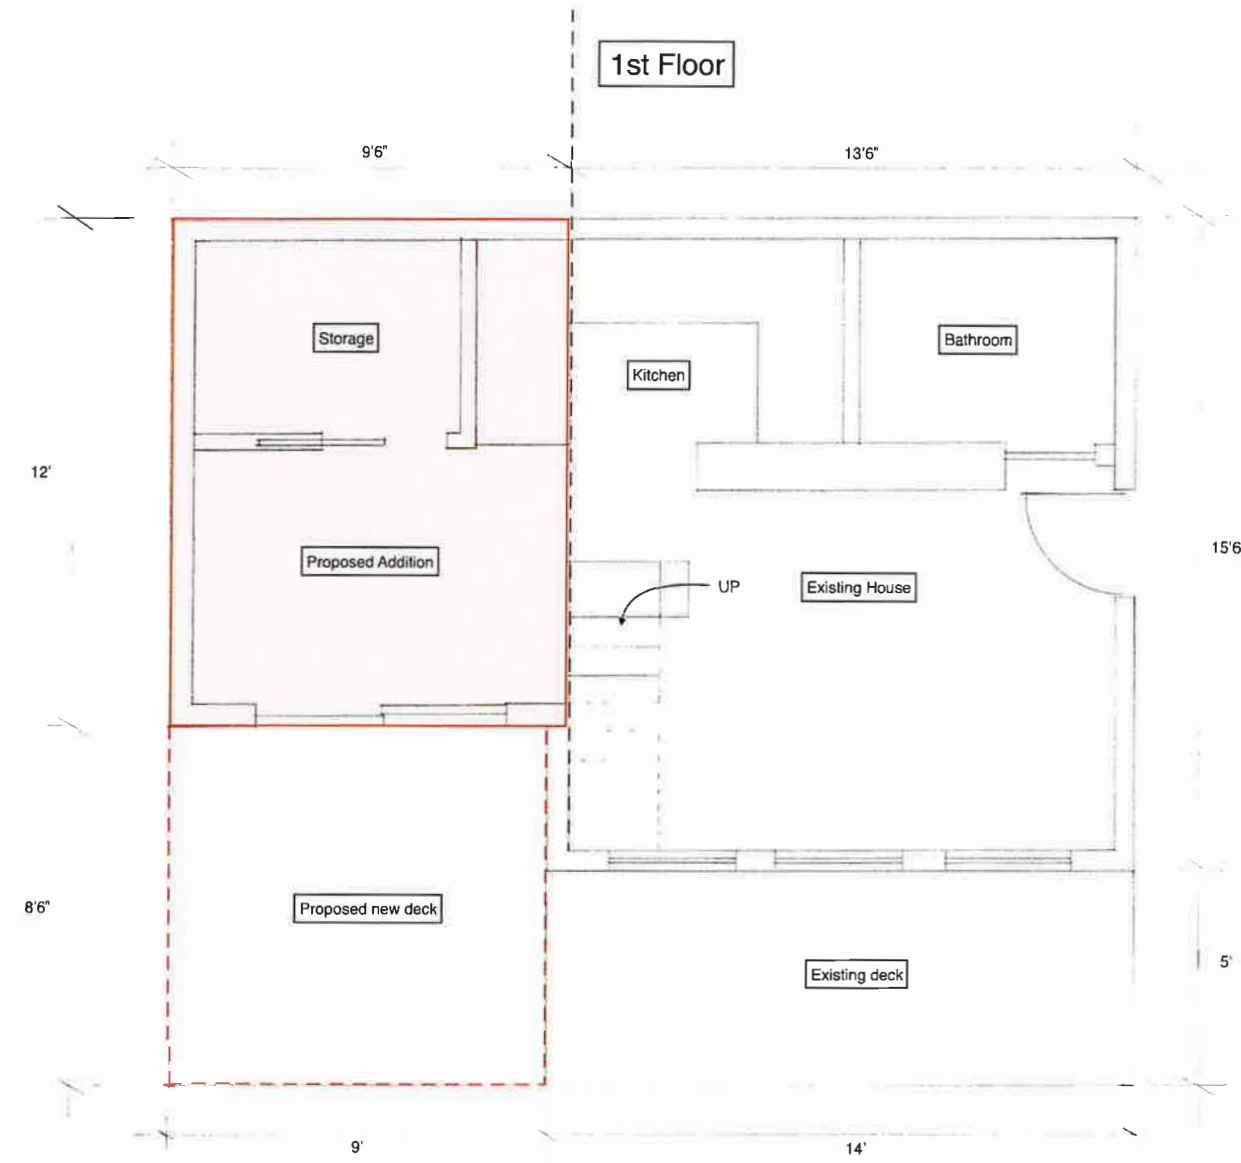 1st Floor
9'6"
13'6"
Storage
Bathroom
Kitchen
12'
15'6
Proposed Addition
UP
Existing House
8'6"
Proposed new deck
Existing deck
5'
9'
14'